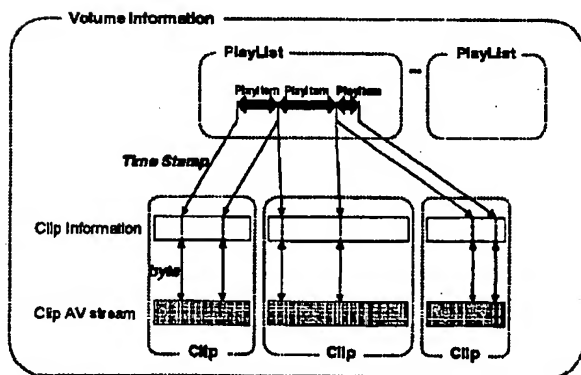 Volume Information
PlayList
PlayList
PlayItem PlayItem PlayItem
Time Stamp
Clip Information
byte
Clip AV stream
Clip
Clip
Clip